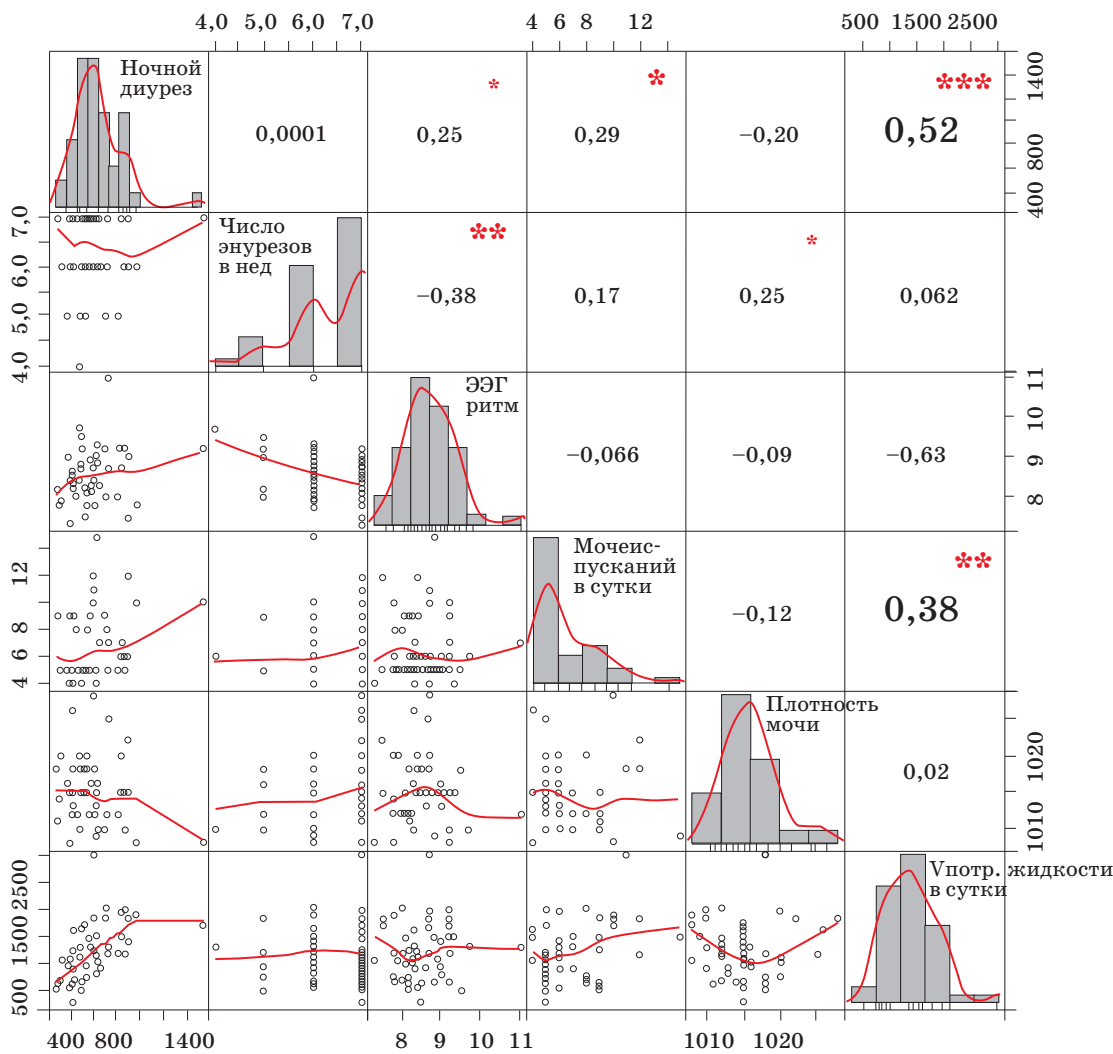 4,0 5,0 6,0 7,0 4 6 8 12 500 1500 2500
Ночной
диурез
0,0001
*
0,25
*
0,29
−0,20
***
0,52
400 800 1400
4,0 5,0 6,0 7,0
Число
энурезов
в нед
**
−0,38
0,17
*
0,25
0,062
ЭЭГ
ритм
−0,066
−0,09
−0,63
8 9 10 11
4 6 8 12
Мочеис-
пусканий
в сутки
−0,12
**
0,38
Плотность
мочи
0,02
1010 1020
500 1500 2500
Употр. жидкости
в сутки
400 800 1400 8 9 10 11 1010 1020